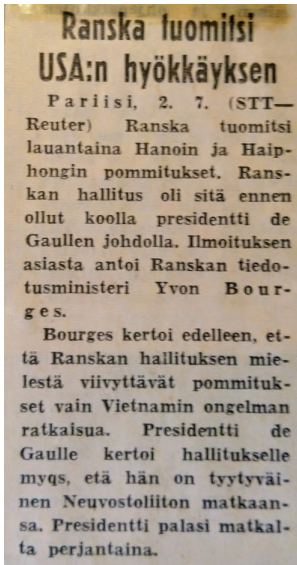 Ranska tuomitsi
USA:n hyökkäyksen
Pariisi, 2. 7. (STT—
Reuter) Ranska tuomitsi
lauantaina Hanoin ja Haip-
hongin pommitukset. Rans-
kan hallitus oli sitä ennen
ollut koolla presidentti de
Gaullen johdolla. Ilmoituksen
asiasta antoi Ranskan tiedo-
tusministeri Yvon Bour-
ges.
Bourges kertoi edelleen, et-
tä Ranskan hallituksen mie-
lestä viivyttävät pommituk-
set vain Vietnamin ongelman
ratkaisua. Presidentti de
Gaulle kertoi hallitukselle
myqs, että hän on tyytyväi-
nen Neuvostoliiton matkaan-
sa. Presidentti palasi matkal-
ta perjantaina.